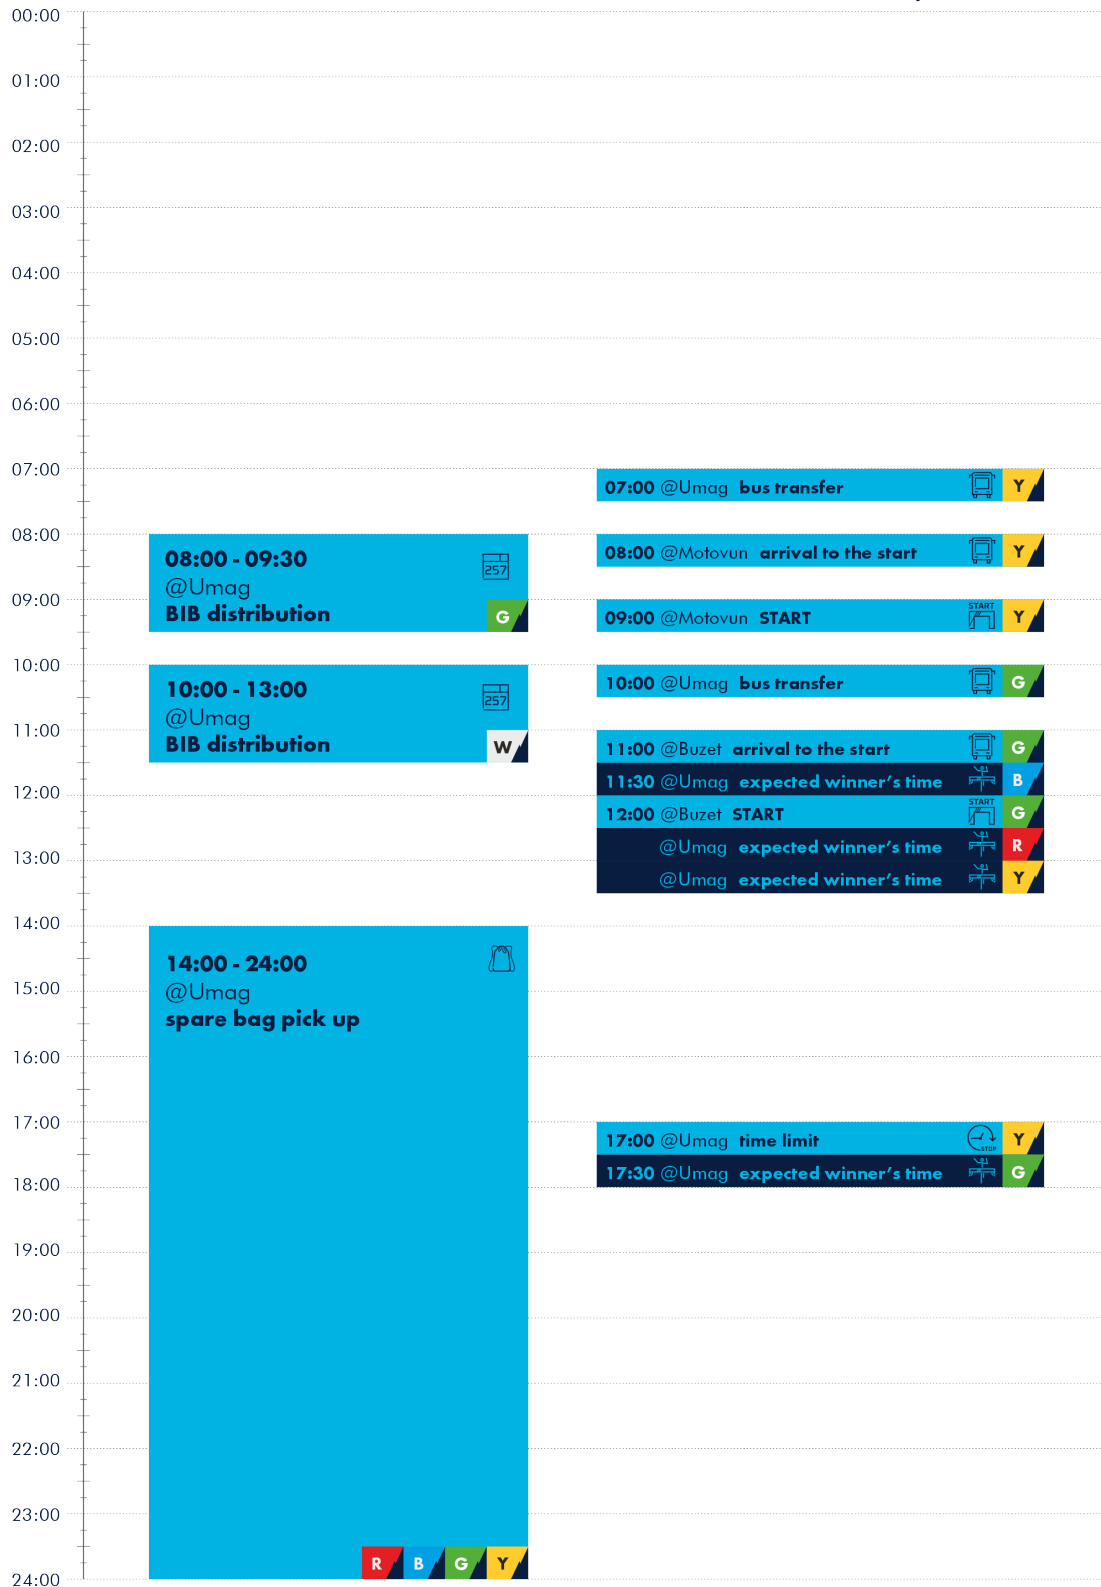 00:00
01:00
02:00
03:00
04:00
05:00
06:00
07:00
07:00 @Umag bus transfer Y
08:00
08:00 - 09:30
@Umag
BIB distribution
257
G
08:00 @Motovun arrival to the start Y
09:00
09:00 @Motovun START START Y
10:00
10:00 - 13:00
@Umag
BIB distribution
257
W
10:00 @Umag bus transfer G
11:00
11:00 @Buzet arrival to the start G
11:30 @Umag expected winner's time B
12:00
12:00 @Buzet START START G
@Umag expected winner's time R
13:00
@Umag expected winner's time Y
14:00
14:00 - 24:00
@Umag
spare bag pick up
15:00
16:00
17:00
17:00 @Umag time limit STOP Y
17:30 @Umag expected winner's time G
18:00
19:00
20:00
21:00
22:00
23:00
R B G Y
24:00